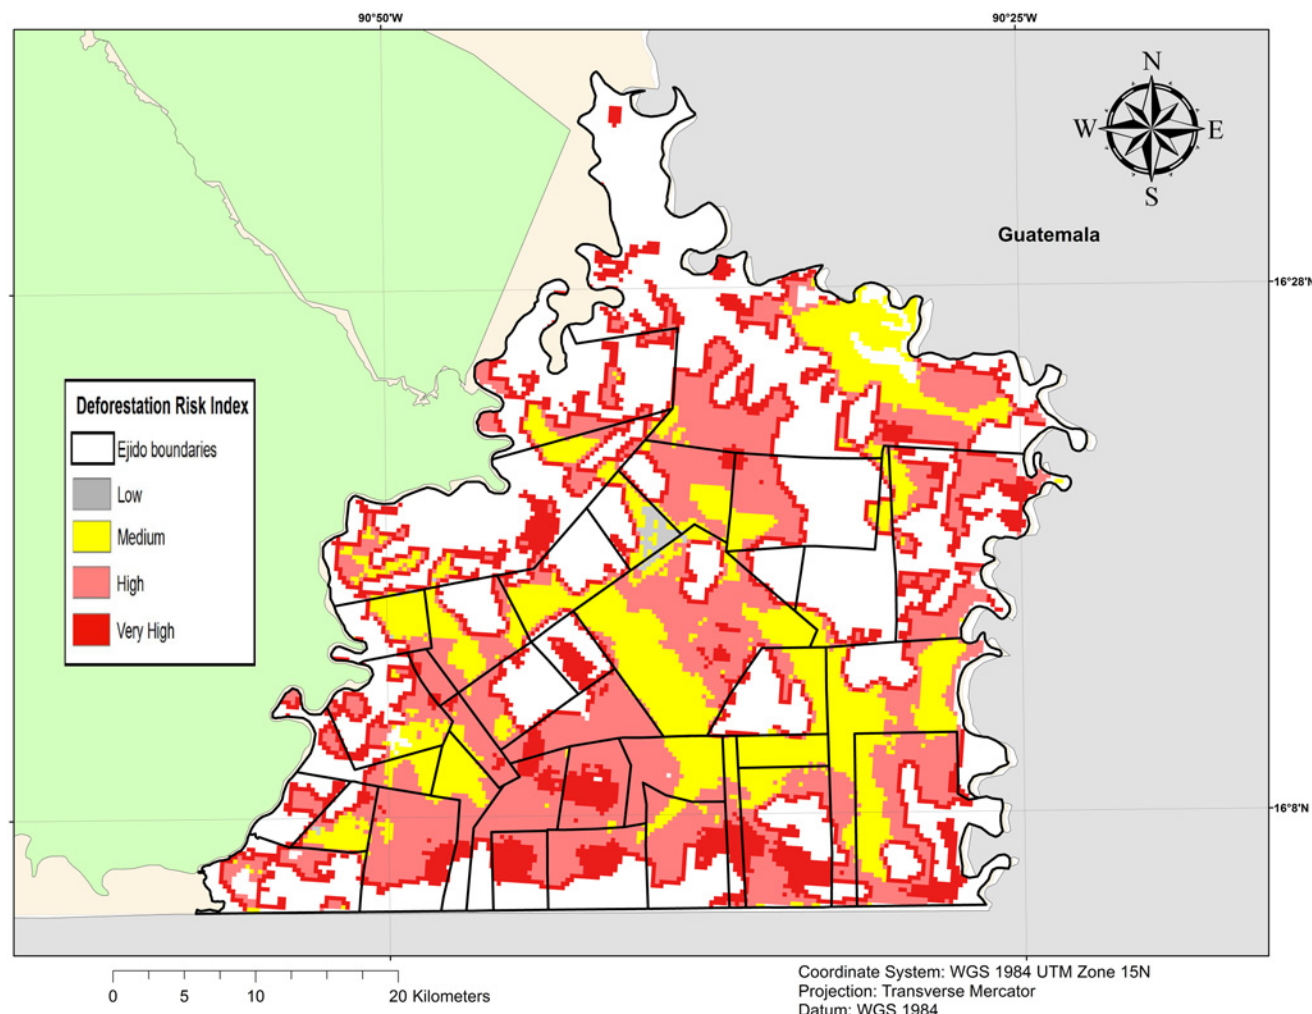 90°50'W
90°25'W
N
W
E
S
Guatemala
16°28'N
Deforestation Risk Index
Ejido boundaries
Low
Medium
High
Very High
16°8'N
0
5
10
20 Kilometers
Coordinate System: WGS 1984 UTM Zone 15N
Projection: Transverse Mercator
Datum: WGS 1984